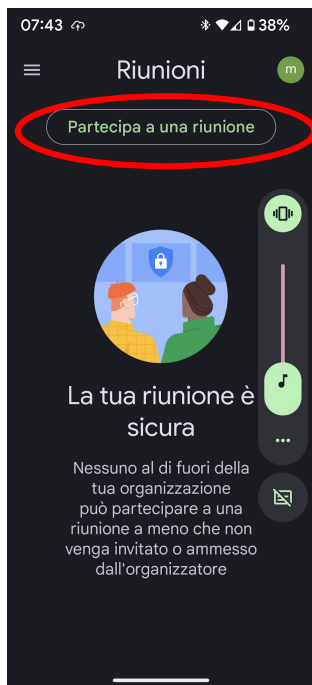 07:43 38%
Riunioni m
Partecipa a una riunione
La tua riunione è
sicura
Nessuno al di fuori della
tua organizzazione
può partecipare a una
riunione a meno che non
venga invitato o ammesso
dall'organizzatore